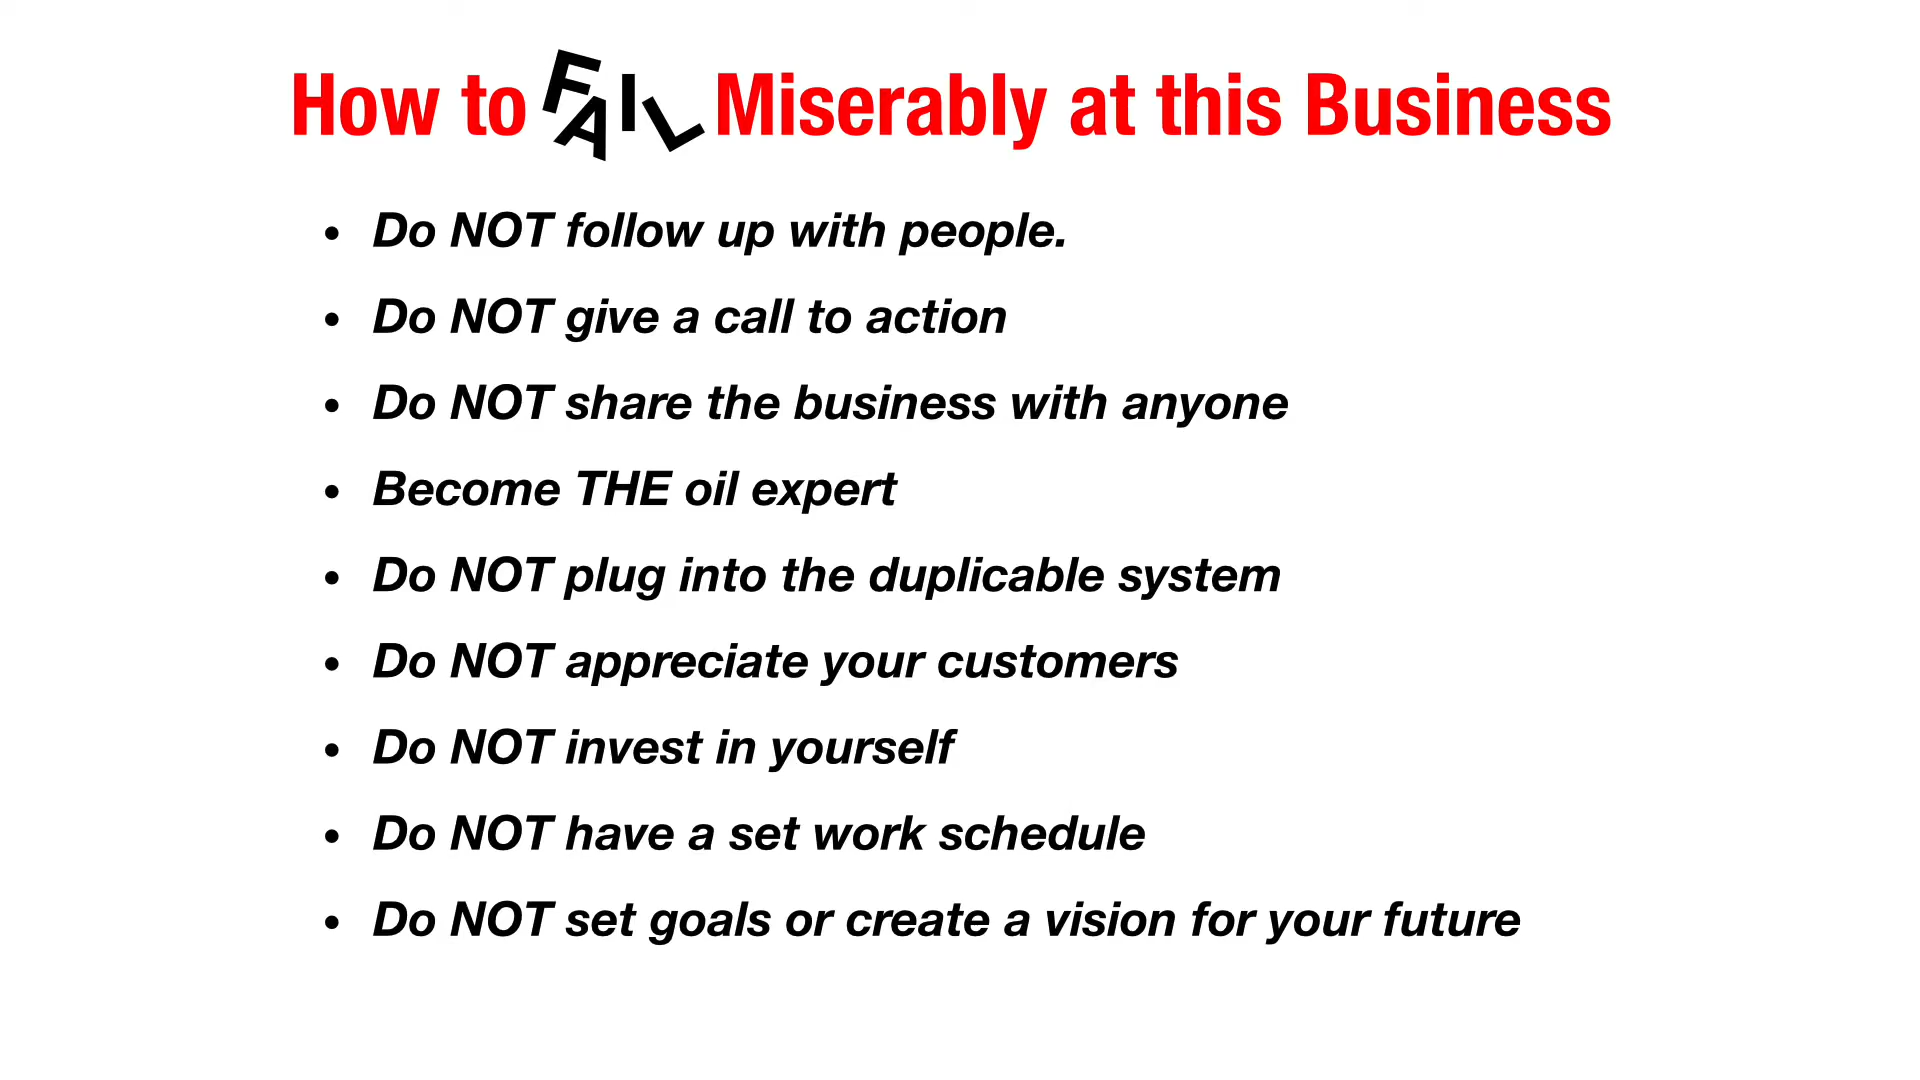 How to FAIL Miserably at this Business
• Do NOT follow up with people.
• Do NOT give a call to action
• Do NOT share the business with anyone
• Become THE oil expert
• Do NOT plug into the duplicable system
• Do NOT appreciate your customers
• Do NOT invest in yourself
• Do NOT have a set work schedule
• Do NOT set goals or create a vision for your future